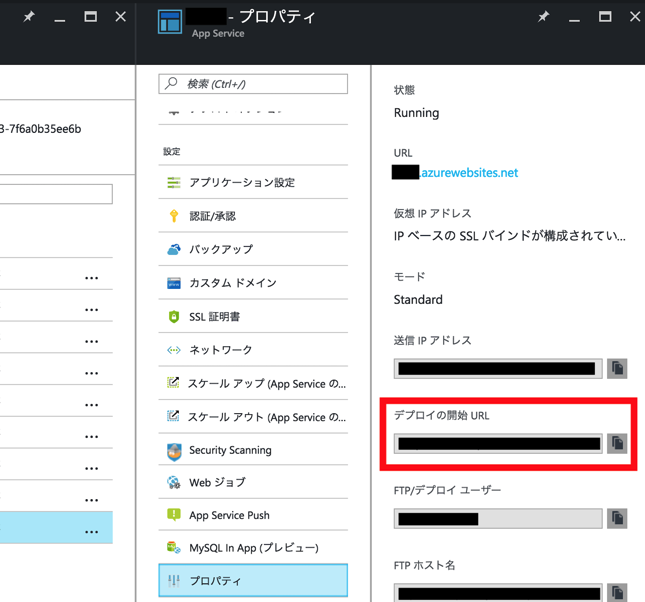 - プロパティ
App Service
3-7f6a0b35ee6b
...
...
...
...
...
...
...
...
...
検索 (Ctrl+/)
設定
アプリケーション設定
認証/承認
バックアップ
カスタム ドメイン
SSL 証明書
ネットワーク
スケール アップ (App Service の...
スケール アウト (App Service の...
Security Scanning
Web ジョブ
App Service Push
MySQL In App (プレビュー)
プロパティ
状態
Running
URL
.azurewebsites.net
仮想 IP アドレス
IP ベースの SSL バインドが構成されてい...
モード
Standard
送信 IP アドレス
デプロイの開始 URL
FTP/デプロイ ユーザー
FTP ホスト名